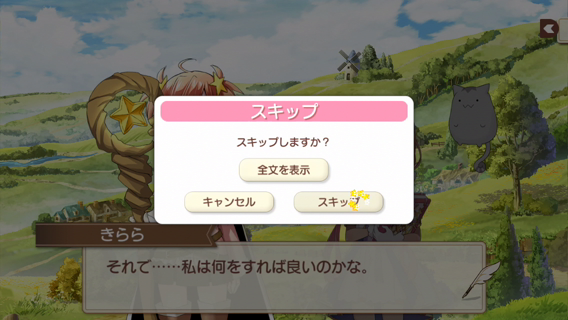 スキップ
スキップしますか？
全文を表示
キャンセル
スキップ
きらら
それで……私は何をすれば良いのかな。